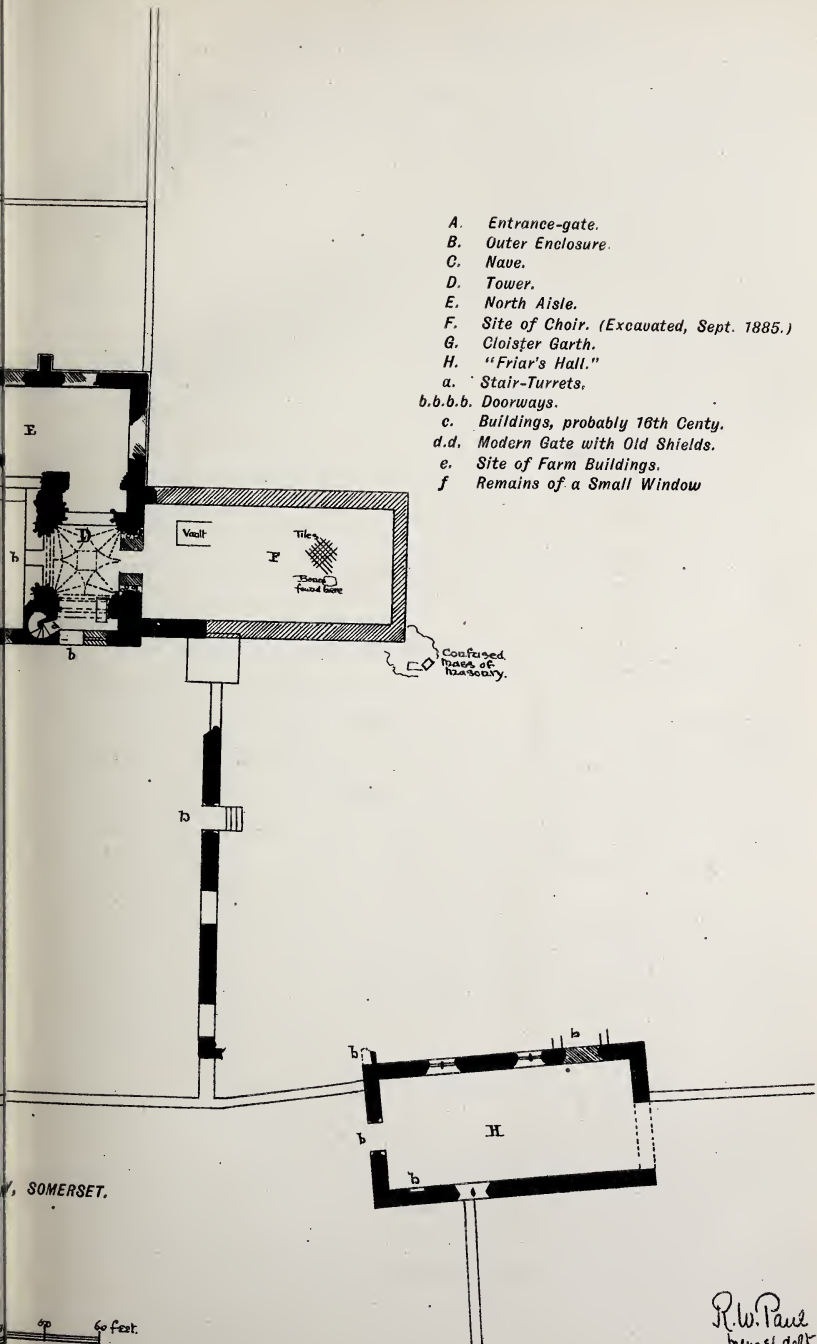 A. Entrance-gate.
B. Outer Enclosure.
C. Nave.
D. Tower.
E. North Aisle.
F. Site of Choir. (Excavated, Sept. 1885.)
G. Cloister Garth.
H. "Friar's Hall."
a. Stair-Turrets,
b.b.b.b. Doorways.
c. Buildings, probably 16th Centy.
d.d. Modern Gate with Old Shields.
e. Site of Farm Buildings.
f Remains of a Small Window
E
D
b
Vault
F
Tiles
found here
b
Confused
mass of
masonry.
b
b
b
b
H
b
, SOMERSET.
60 feet.
R.W. Paul